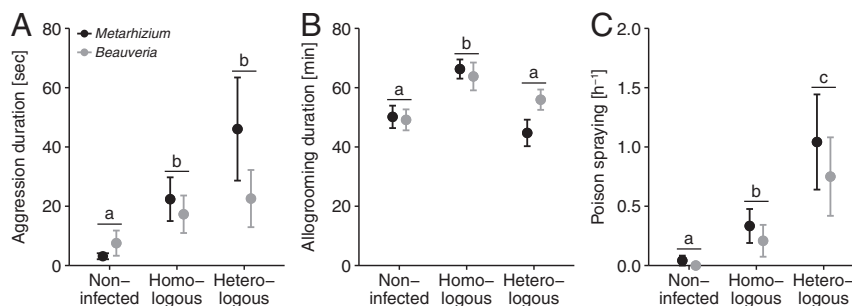 A
Aggression duration [sec]
80
60
40
20
0
Metarhizium
Beauveria
a
b
b
Non–
infected
Homo–
logous
Hetero–
logous
B
Allogrooming duration [min]
80
60
40
20
0
a
b
a
Non–
infected
Homo–
logous
Hetero–
logous
C
Poison spraying [h⁻¹]
2.0
1.5
1.0
0.5
0.0
a
b
c
Non–
infected
Homo–
logous
Hetero–
logous